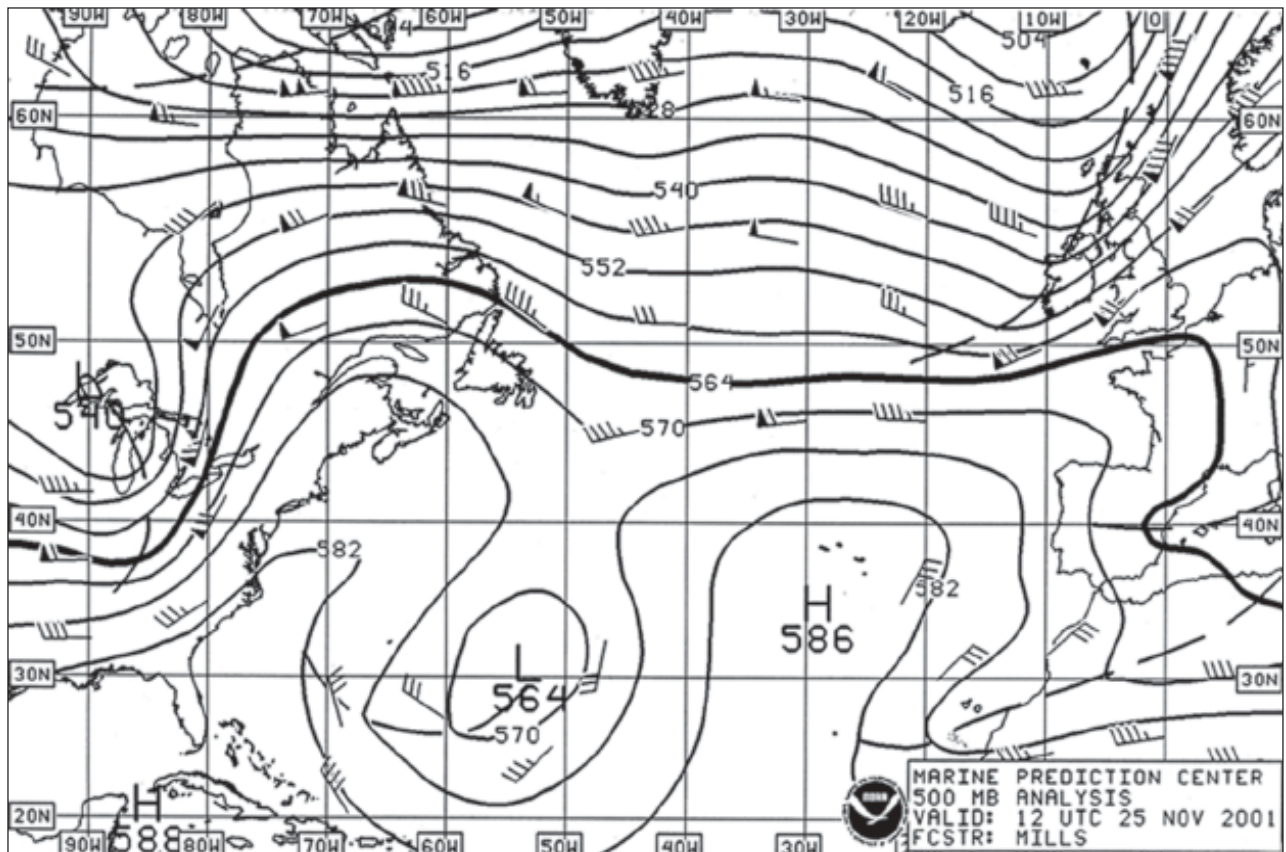 90W 80W 70W 60W 50W 40W 30W 20W 10W 0
504
516
516
60N 60N
540
552
50N 50N
L
540
564
570
40N 40N
582
582
H
586
30N 30N
L
564
570
H
588
20N
90W 80W 70W 60W 50W 40W 30W
NOAA
MARINE PREDICTION CENTER
500 MB ANALYSIS
VALID: 12 UTC 25 NOV 2001
FCSTR: MILLS